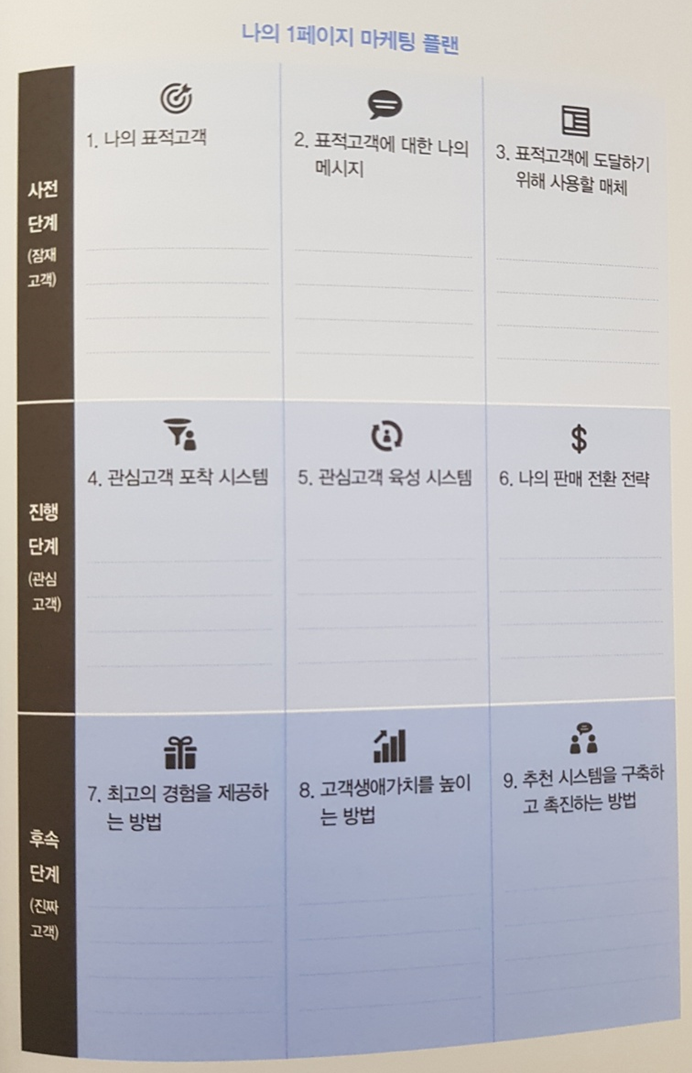 나의 1페이지 마케팅 플랜
사전
단계
(잠재
고객)
1. 나의 표적고객
2. 표적고객에 대한 나의
메시지
3. 표적고객에 도달하기
위해 사용할 매체
진행
단계
(관심
고객)
4. 관심고객 포착 시스템
5. 관심고객 육성 시스템
$
6. 나의 판매 전환 전략
후속
단계
(진짜
고객)
7. 최고의 경험을 제공하
는 방법
8. 고객생애가치를 높이
는 방법
9. 추천 시스템을 구축하
고 촉진하는 방법